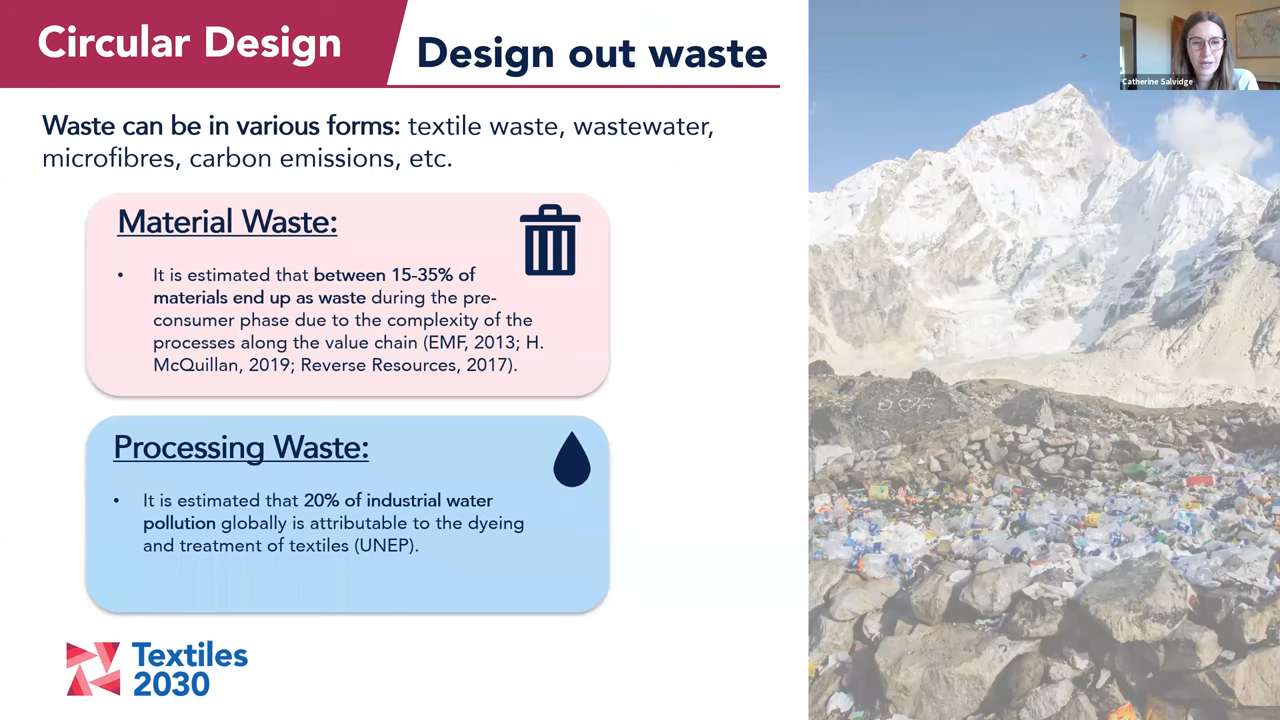 Circular Design
Design out waste
Catherine Salvidge
Waste can be in various forms: textile waste, wastewater,
microfibres, carbon emissions, etc.
Material Waste:
• It is estimated that between 15-35% of
materials end up as waste during the pre-
consumer phase due to the complexity of the
processes along the value chain (EMF, 2013; H.
McQuillan, 2019; Reverse Resources, 2017).
Processing Waste:
• It is estimated that 20% of industrial water
pollution globally is attributable to the dyeing
and treatment of textiles (UNEP).
Textiles
2030